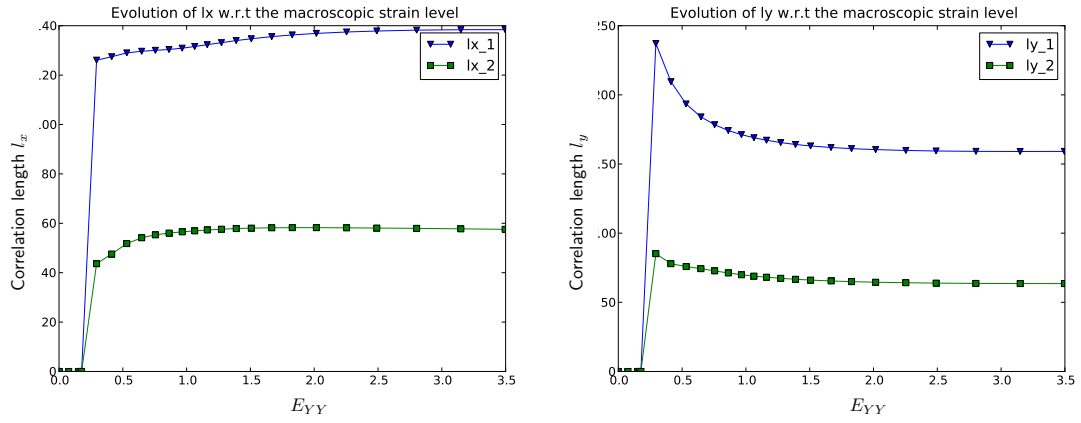 Evolution of lx w.r.t the macroscopic strain level
.40
.20
.00
80
60
40
20
0
Correlation length l_x
lx_1
lx_2
0.0 0.5 1.0 1.5 2.0 2.5 3.0 3.5
E_YY
Evolution of ly w.r.t the macroscopic strain level
250
200
150
100
50
0
Correlation length l_y
ly_1
ly_2
0.0 0.5 1.0 1.5 2.0 2.5 3.0 3.5
E_YY